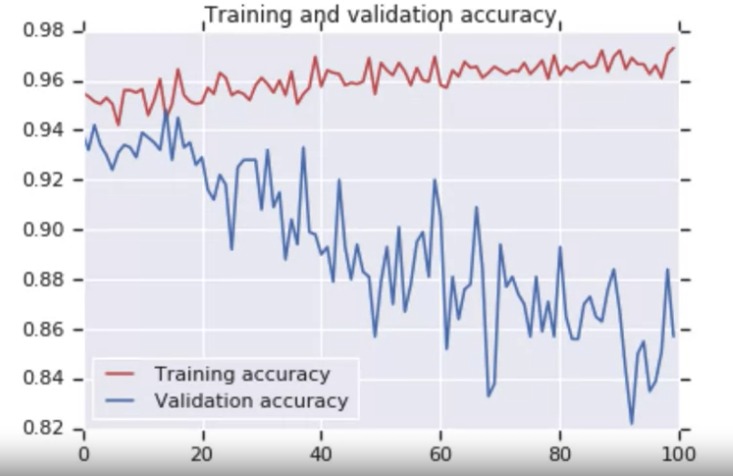 Training and validation accuracy
0.98
0.96
0.94
0.92
0.90
0.88
0.86
0.84
0.82
Training accuracy
Validation accuracy
0 20 40 60 80 100